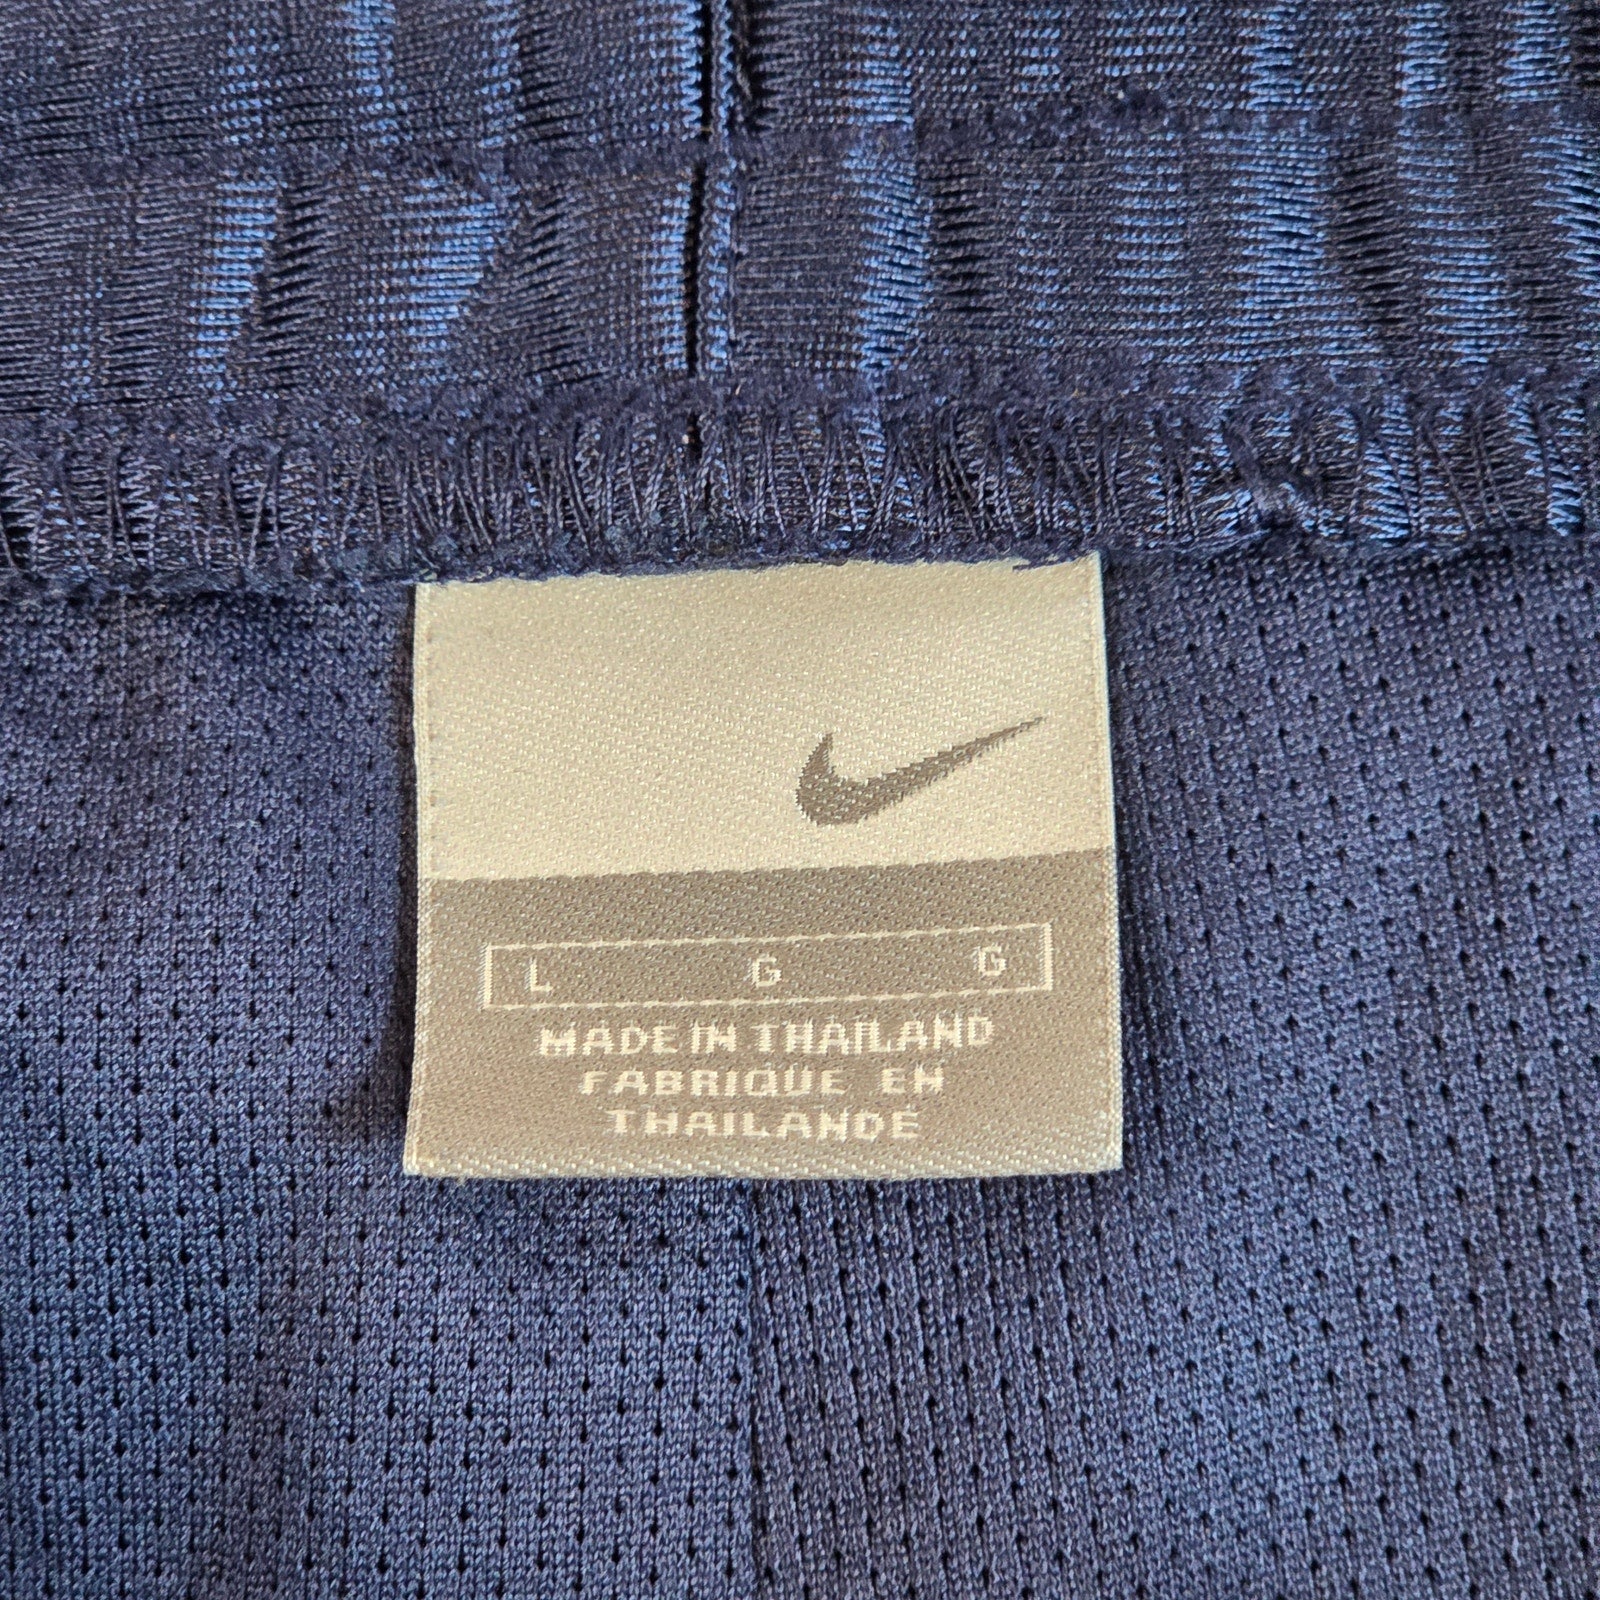 L G G
MADE IN THAILAND
FABRIQUE EN
THAILANDE